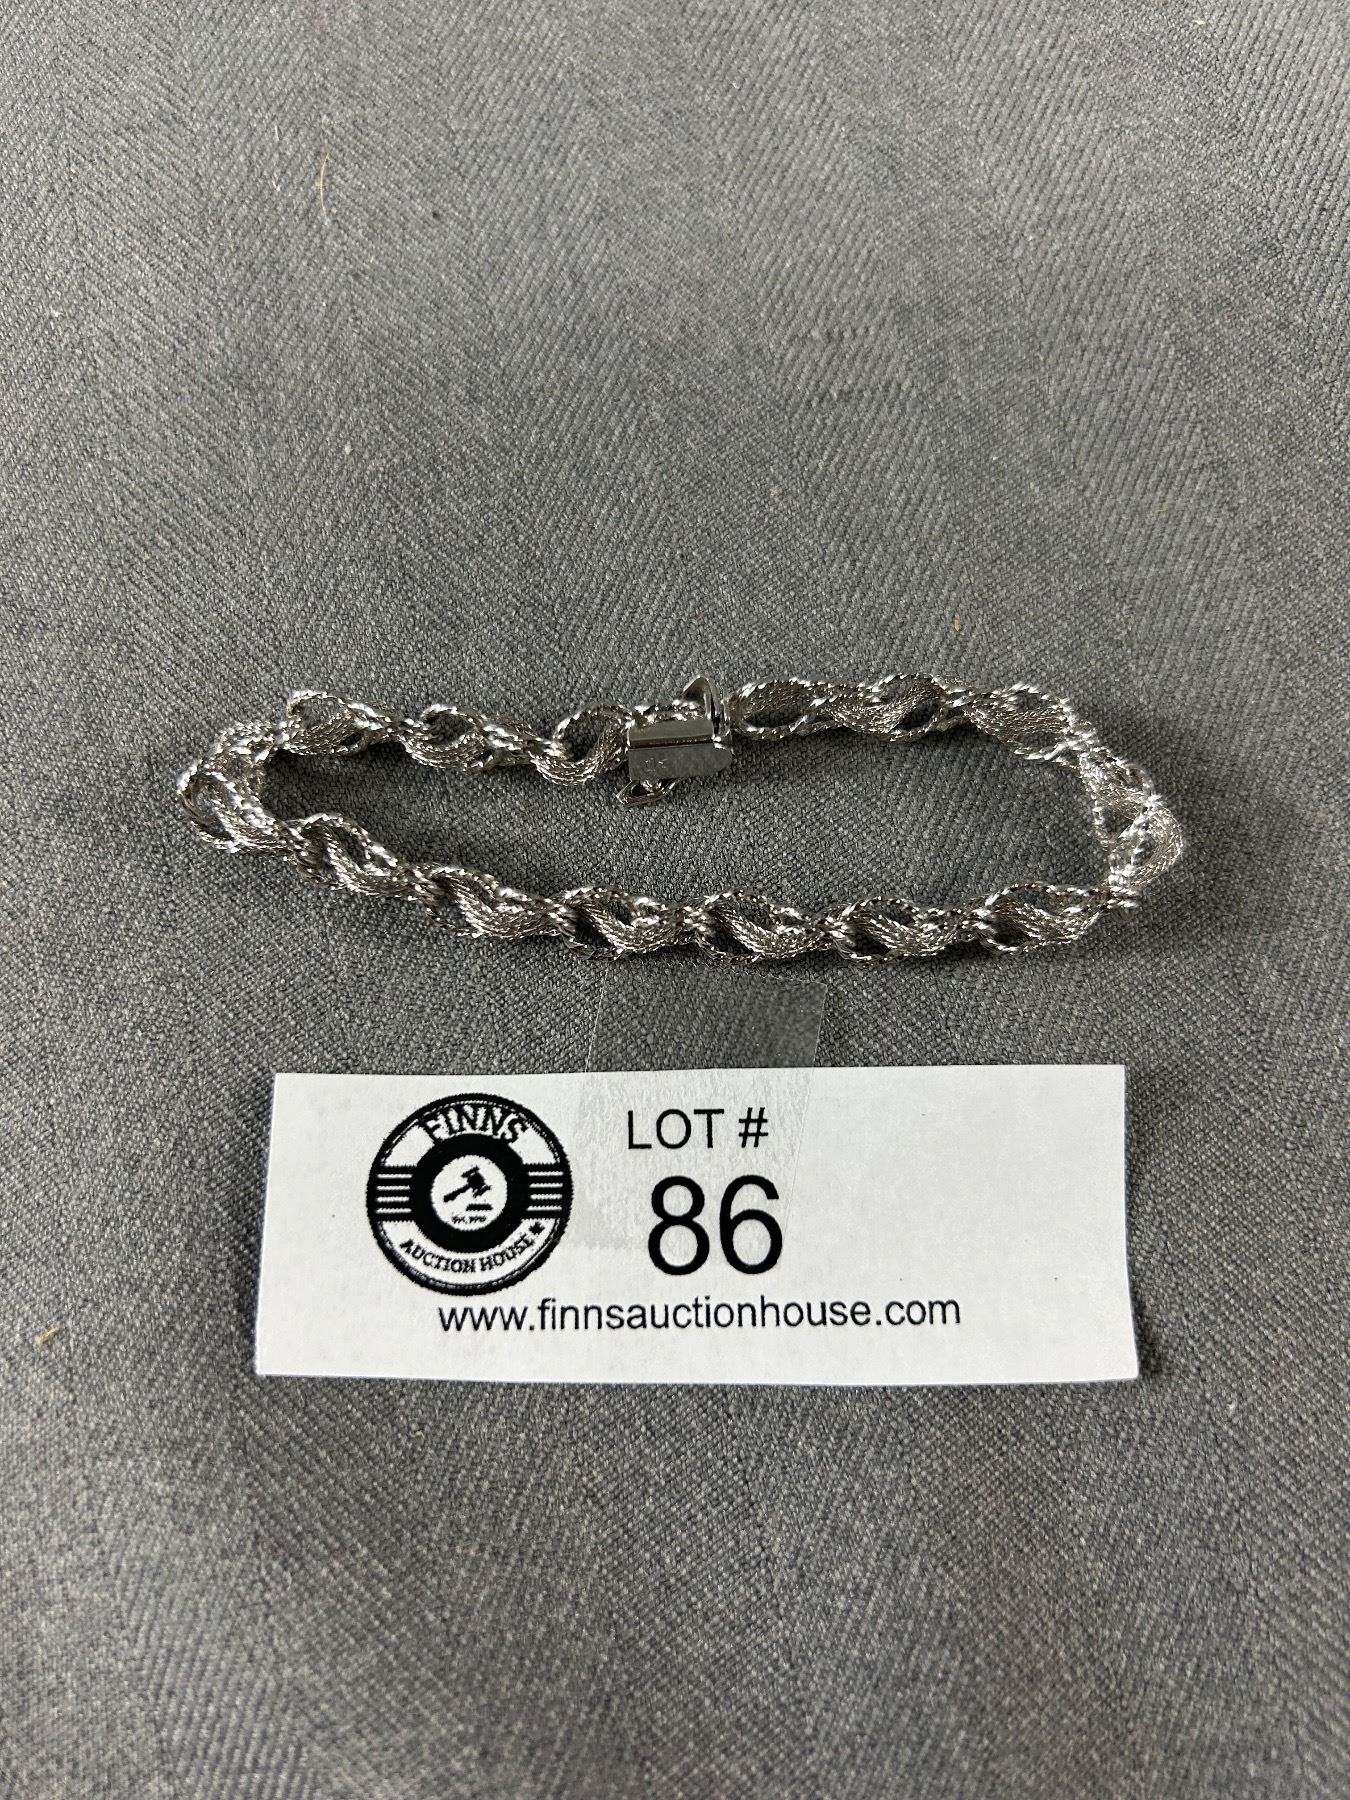 FINNS
AUCTION HOUSE
LOT #
86
www.finnsauctionhouse.com